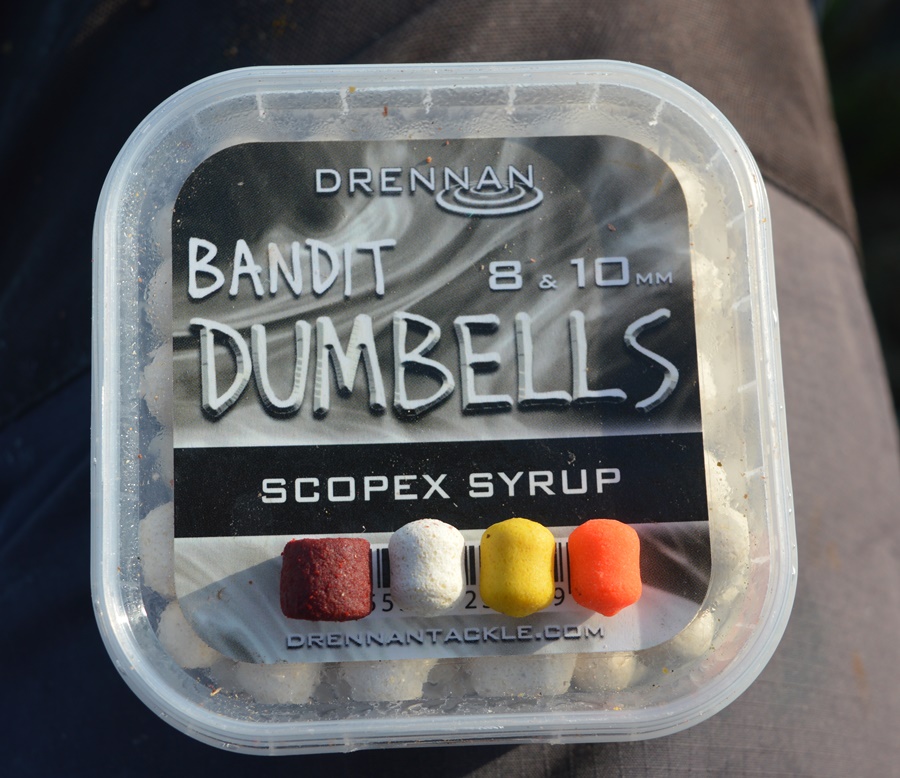 DRENNAN
BANDIT
8 & 10MM
DUMBELLS
SCOPEX SYRUP
DRENNANTACKLE.COM